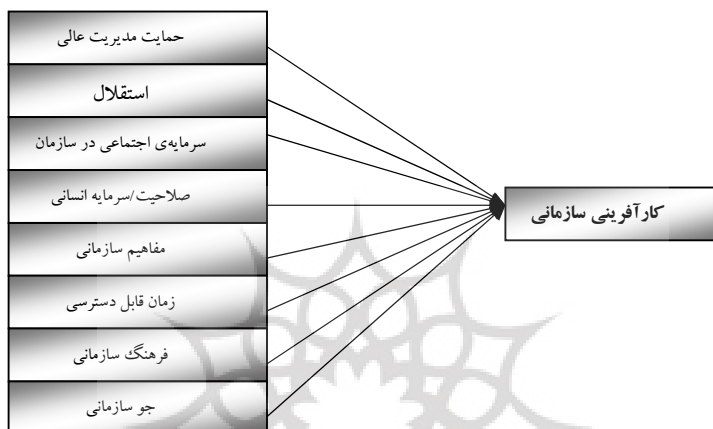 حمایت مدیریت عالی
استقلال
سرمایه‌ی اجتماعی در سازمان
صلاحیت/سرمایه انسانی
مفاهیم سازمانی
زمان قابل دسترسی
فرهنگ سازمانی
جو سازمانی
کارآفرینی سازمانی